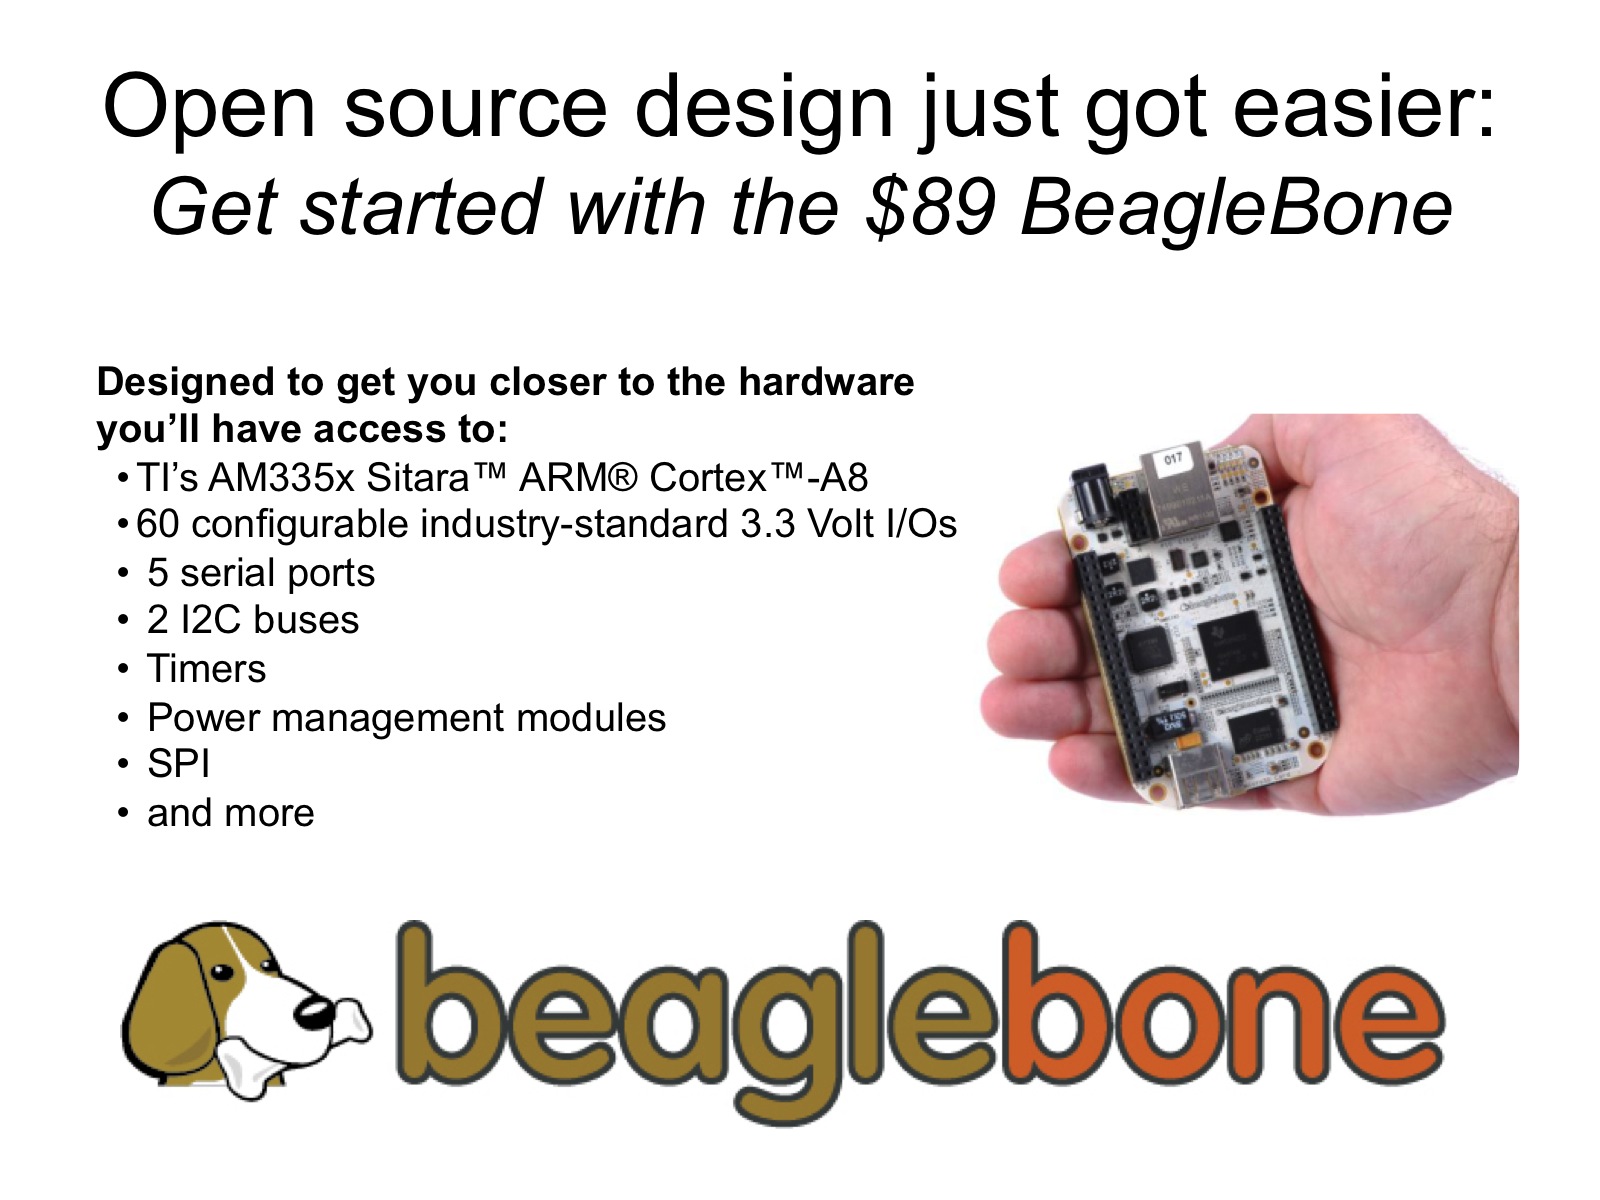 Open source design just got easier:
Get started with the $89 BeagleBone
Designed to get you closer to the hardware
you’ll have access to:
• TI’s AM335x Sitara™ ARM® Cortex™-A8
• 60 configurable industry-standard 3.3 Volt I/Os
• 5 serial ports
• 2 I2C buses
• Timers
• Power management modules
• SPI
• and more
017
beaglebone
beaglebone